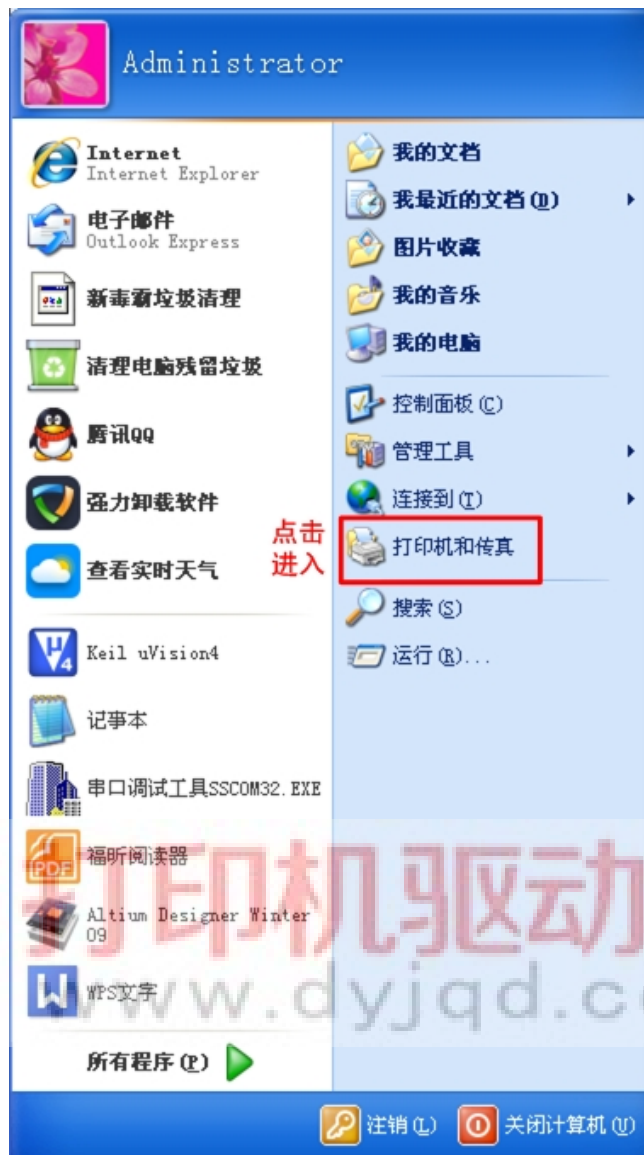 Administrator
Internet
Internet Explorer
电子邮件
Outlook Express
新毒霸垃圾清理
清理电脑残留垃圾
腾讯QQ
强力卸载软件
查看实时天气
Keil uVision4
记事本
串口调试工具SSCOM32.EXE
PDF
福昕阅读器
Altium Designer Winter
09
WPS文字
所有程序(P)
我的文档
我最近的文档(D)
图片收藏
我的音乐
我的电脑
控制面板(C)
管理工具
连接到(T)
点击
进入
打印机和传真
搜索(S)
运行(R)...
打印机驱动
www.dyjqd.c
注销(L)
关闭计算机(U)